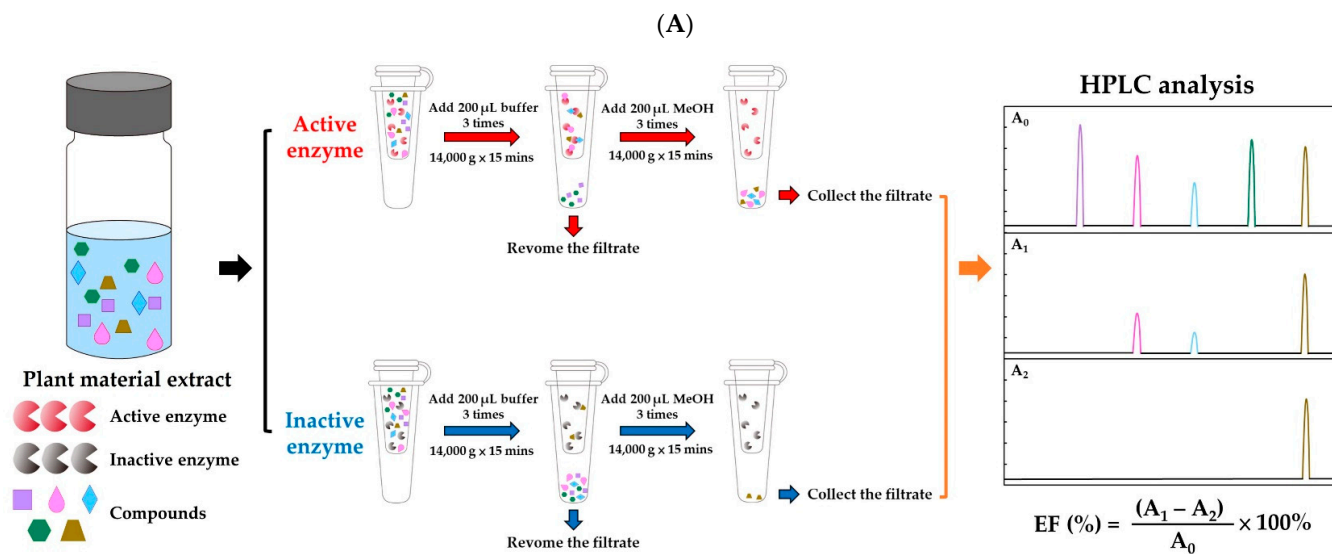 (A)
Plant material extract
Active enzyme
Inactive enzyme
Compounds
Active
enzyme
Add 200 μL buffer
3 times
14,000 g x 15 mins
Add 200 μL MeOH
3 times
14,000 g x 15 mins
Revome the filtrate
Collect the filtrate
Inactive
enzyme
Add 200 μL buffer
3 times
14,000 g x 15 mins
Add 200 μL MeOH
3 times
14,000 g x 15 mins
Revome the filtrate
Collect the filtrate
HPLC analysis
A₀
A₁
A₂
EF (%) = (A₁ – A₂) / A₀ × 100%